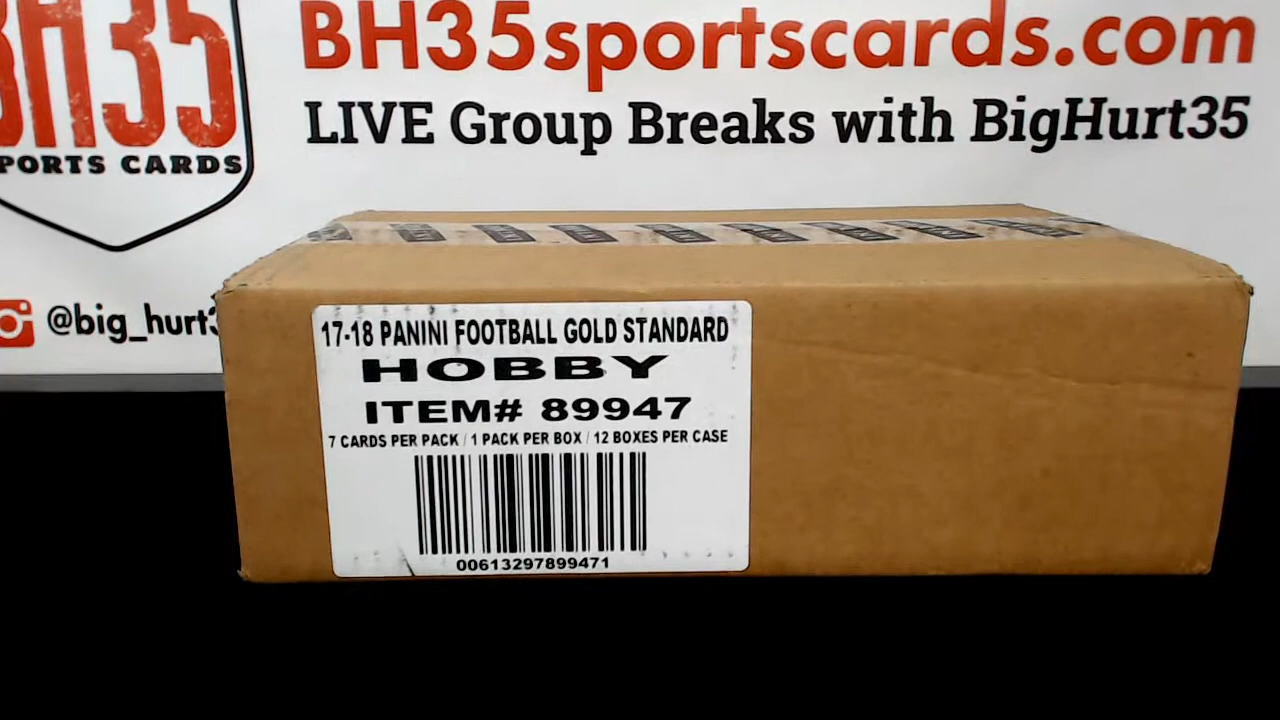 BH35
PORTS CARDS
BH35sportscards.com
LIVE Group Breaks with BigHurt35
@big_hurt3
17-18 PANINI FOOTBALL GOLD STANDARD
HOBBY
ITEM# 89947
7 CARDS PER PACK / 1 PACK PER BOX / 12 BOXES PER CASE
00613297899471